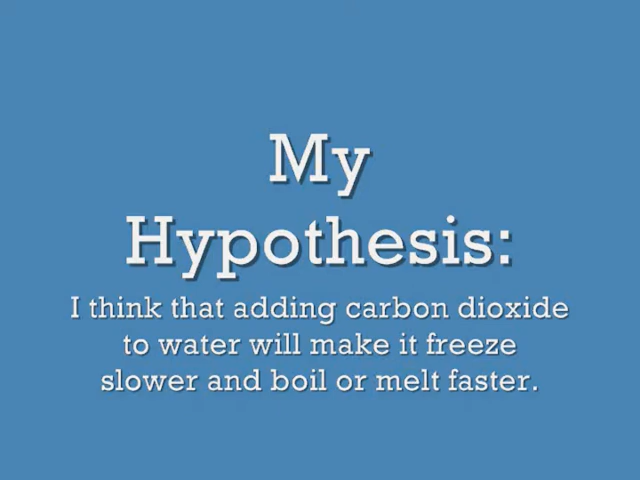 My
Hypothesis:
I think that adding carbon dioxide
to water will make it freeze
slower and boil or melt faster.